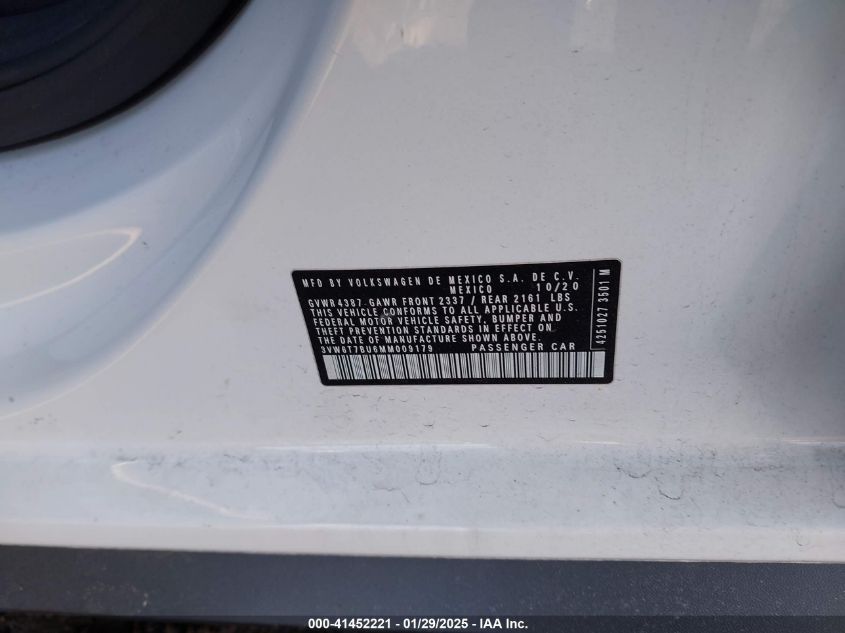 MFD BY VOLKSWAGEN DE MEXICO S.A. DE C.V.
MEXICO 10/20
GVWR 4387 GAWR FRONT 2337 / REAR 2161 LBS
THIS VEHICLE CONFORMS TO ALL APPLICABLE U.S.
FEDERAL MOTOR VEHICLE SAFETY, BUMPER AND
THEFT PREVENTION STANDARDS IN EFFECT ON
THE DATE OF MANUFACTURE SHOWN ABOVE.
3VW6T7BU6MM009179 PASSENGER CAR
4251027 3501 M
000-41452221 - 01/29/2025 - IAA Inc.